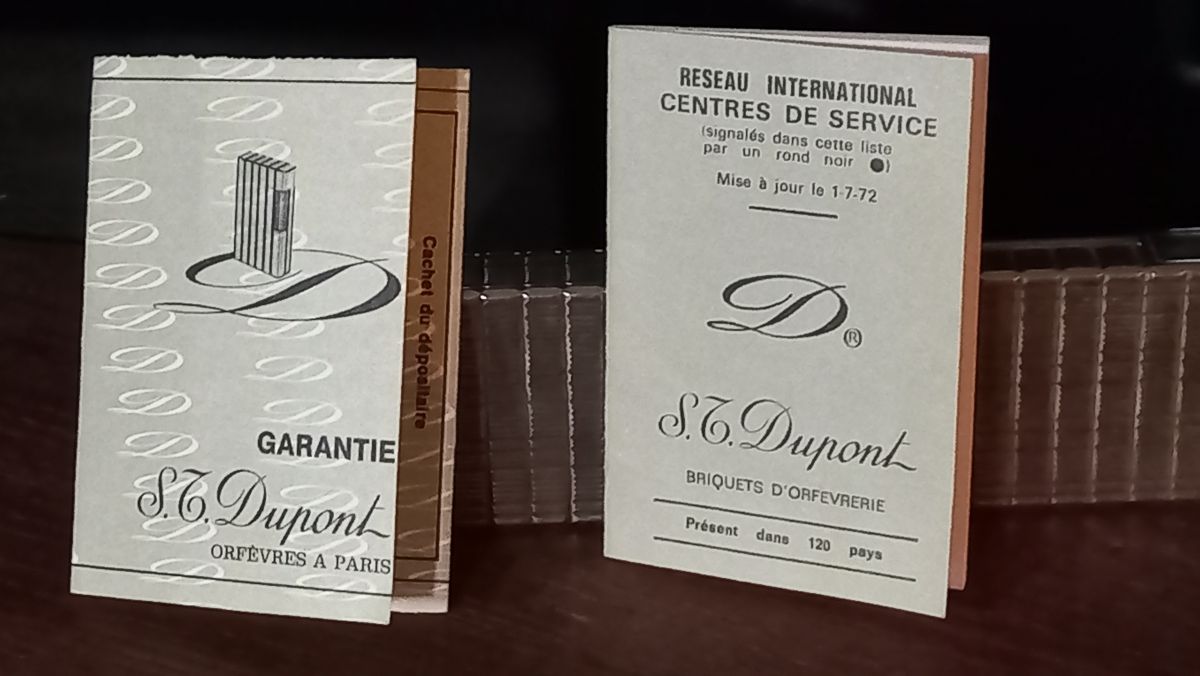 GARANTIE
S.T. Dupont
ORFÈVRES A PARIS
Cachet du dépositaire
RESEAU INTERNATIONAL
CENTRES DE SERVICE
(signalés dans cette liste
par un rond noir ●)
Mise à jour le 1-7-72
D®
S.T. Dupont
BRIQUETS D'ORFEVRERIE
Présent dans 120 pays